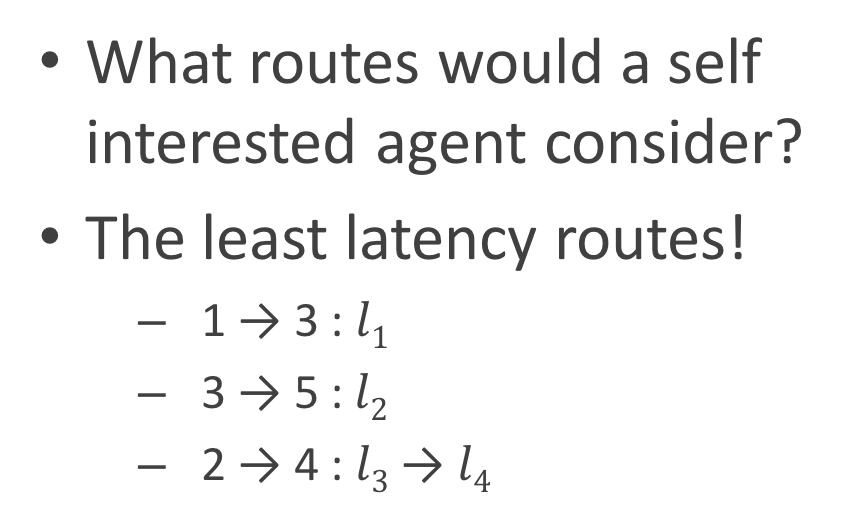 • What routes would a self
interested agent consider?
• The least latency routes!
– 1 → 3 : l₁
– 3 → 5 : l₂
– 2 → 4 : l₃ → l₄